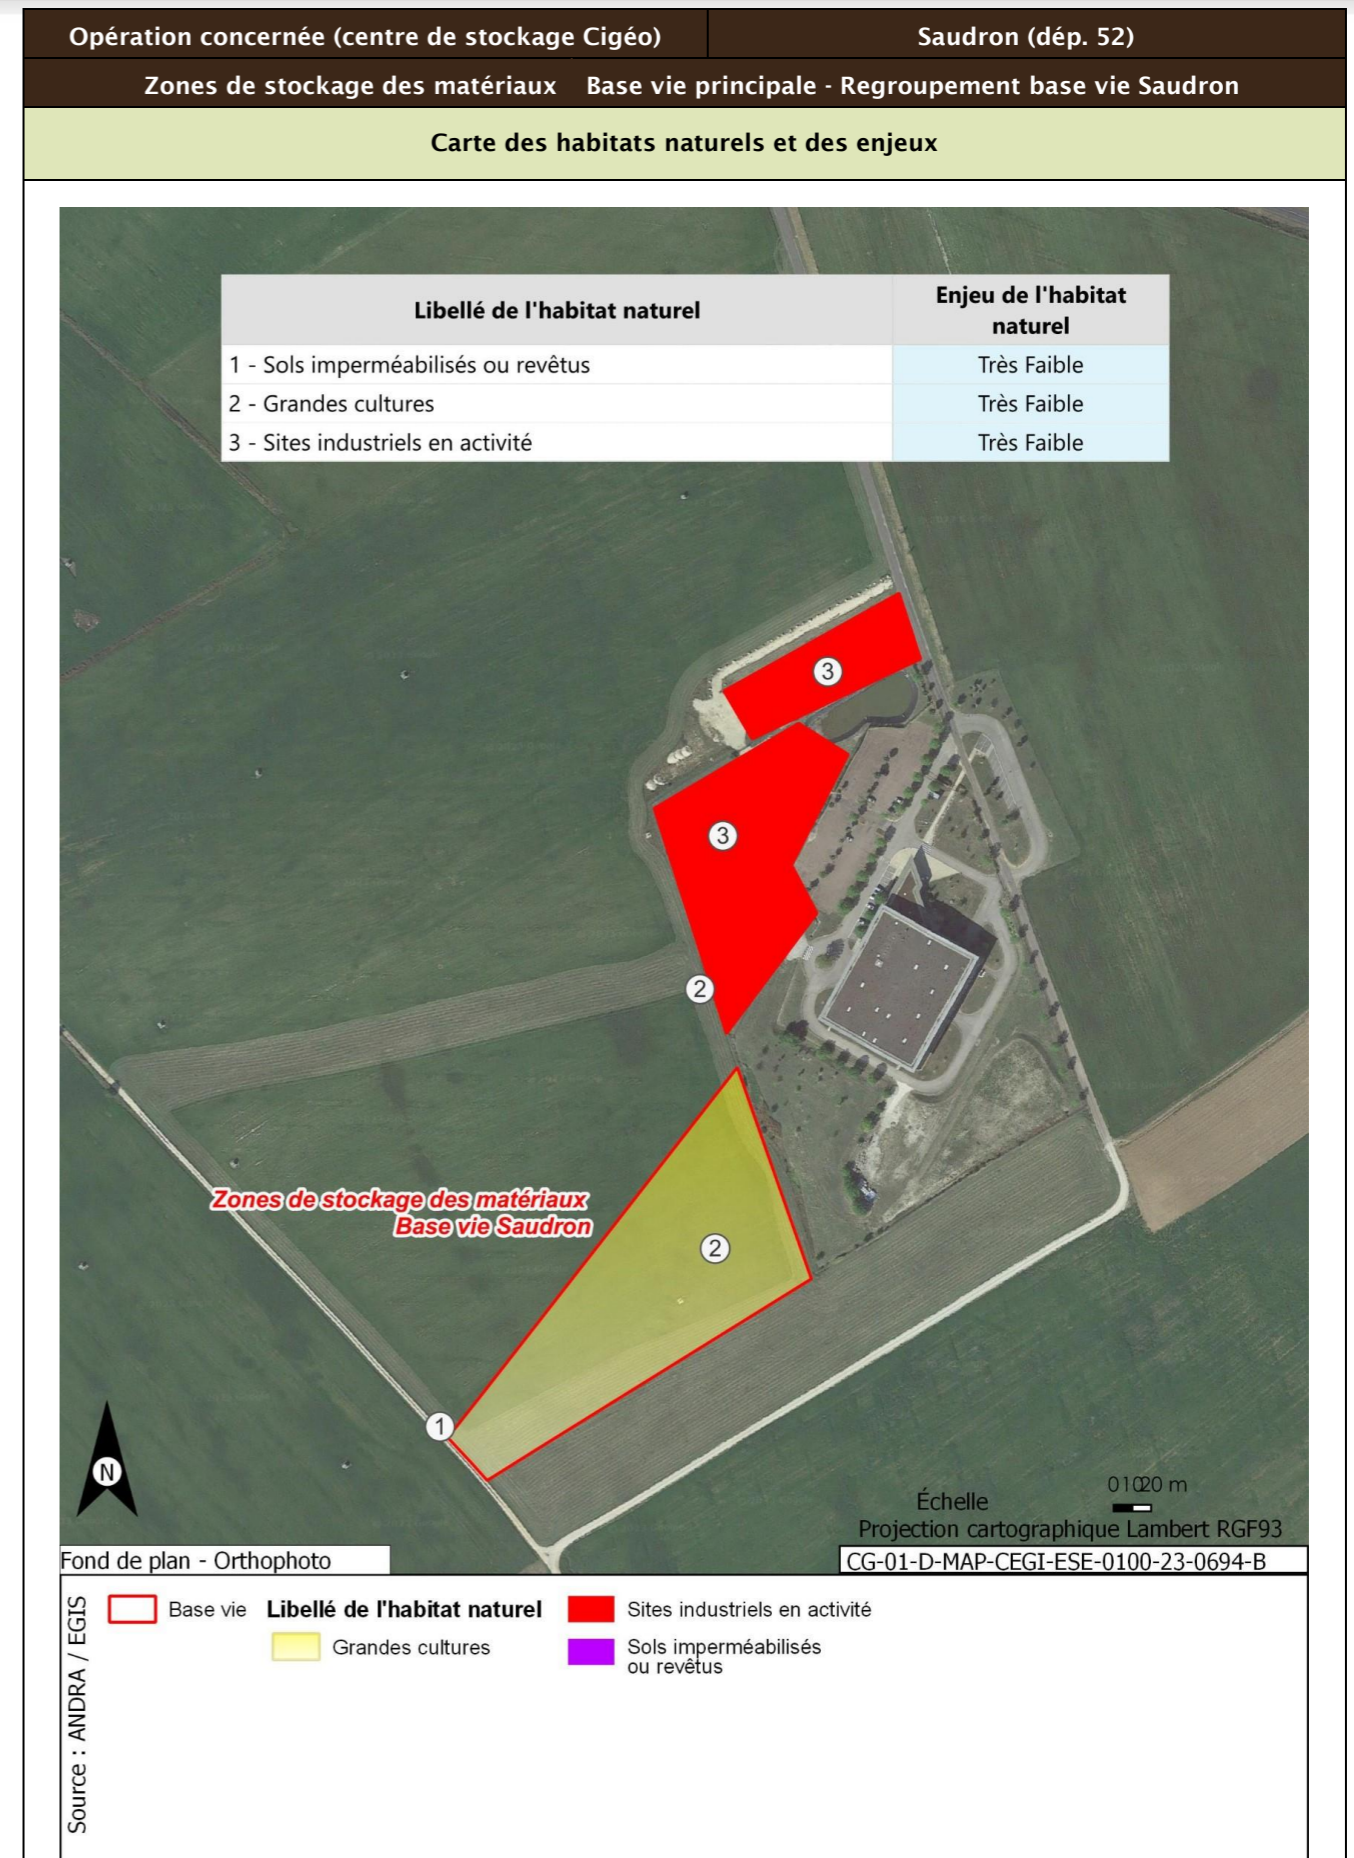 Opération concernée (centre de stockage Cigéo) Saudron (dép. 52)
Zones de stockage des matériaux Base vie principale - Regroupement base vie Saudron
Carte des habitats naturels et des enjeux
Libellé de l'habitat naturel Enjeu de l'habitat
naturel
1 - Sols imperméabilisés ou revêtus Très Faible
2 - Grandes cultures Très Faible
3 - Sites industriels en activité Très Faible
3
3
2
Zones de stockage des matériaux
Base vie Saudron
2
1
N
01020 m
Échelle
Projection cartographique Lambert RGF93
Fond de plan - Orthophoto
CG-01-D-MAP-CEGI-ESE-0100-23-0694-B
Source : ANDRA / EGIS
Base vie
Libellé de l'habitat naturel
Grandes cultures
Sites industriels en activité
Sols imperméabilisés
ou revêtus